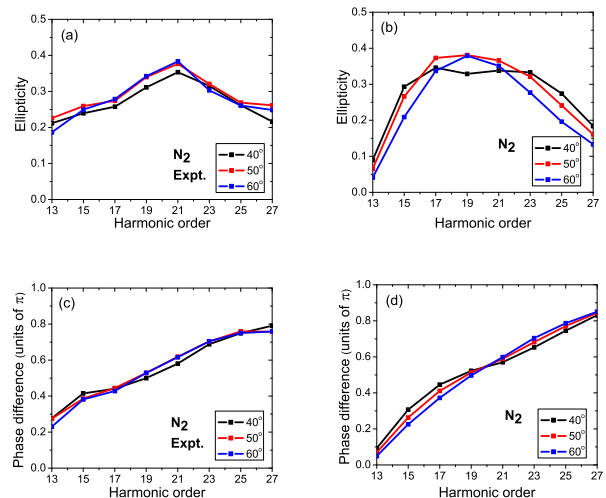 (a)
Ellipticity
0.5
0.4
0.3
0.2
0.1
0.0
N2
Expt.
40°
50°
60°
13 15 17 19 21 23 25 27
Harmonic order
(b)
Ellipticity
0.5
0.4
0.3
0.2
0.1
0.0
N2
40°
50°
60°
13 15 17 19 21 23 25 27
Harmonic order
(c)
Phase difference (units of π)
1.0
0.8
0.6
0.4
0.2
0.0
N2
Expt.
40°
50°
60°
13 15 17 19 21 23 25 27
Harmonic order
(d)
Phase difference (units of π)
1.0
0.8
0.6
0.4
0.2
0.0
N2
40°
50°
60°
13 15 17 19 21 23 25 27
Harmonic order